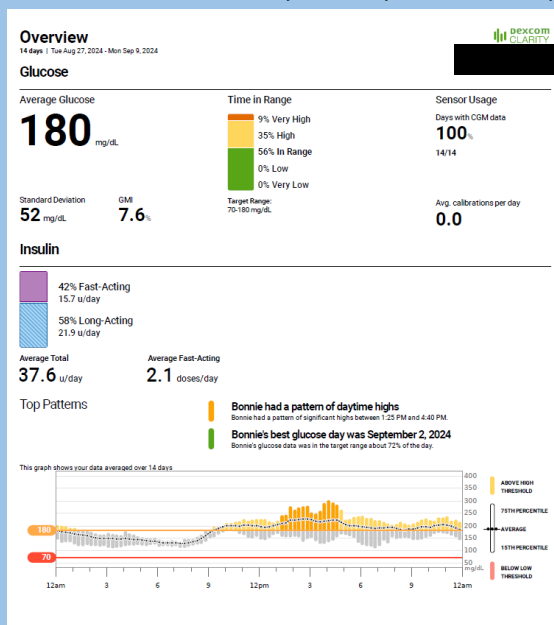 Overview
14 days | Tue Aug 27, 2024 - Mon Sep 9, 2024
Dexcom
CLARITY
Glucose
Average Glucose
180 mg/dL
Standard Deviation
52 mg/dL
GMI
7.6%
Time in Range
9% Very High
35% High
56% In Range
0% Low
0% Very Low
Target Range:
70-180 mg/dL
Sensor Usage
Days with CGM data
100%
14/14
Avg. calibrations per day
0.0
Insulin
42% Fast-Acting
15.7 u/day
58% Long-Acting
21.9 u/day
Average Total
37.6 u/day
Average Fast-Acting
2.1 doses/day
Top Patterns
Bonnie had a pattern of daytime highs
Bonnie had a pattern of significant highs between 1:25 PM and 4:40 PM.
Bonnie's best glucose day was September 2, 2024
Bonnie's glucose data was in the target range about 72% of the day.
This graph shows your data averaged over 14 days
180
70
400
350
300
250
200
150
100
50
mg/dL
12am
3
6
9
12pm
3
6
9
12am
ABOVE HIGH
THRESHOLD
75TH PERCENTILE
AVERAGE
15TH PERCENTILE
BELOW LOW
THRESHOLD